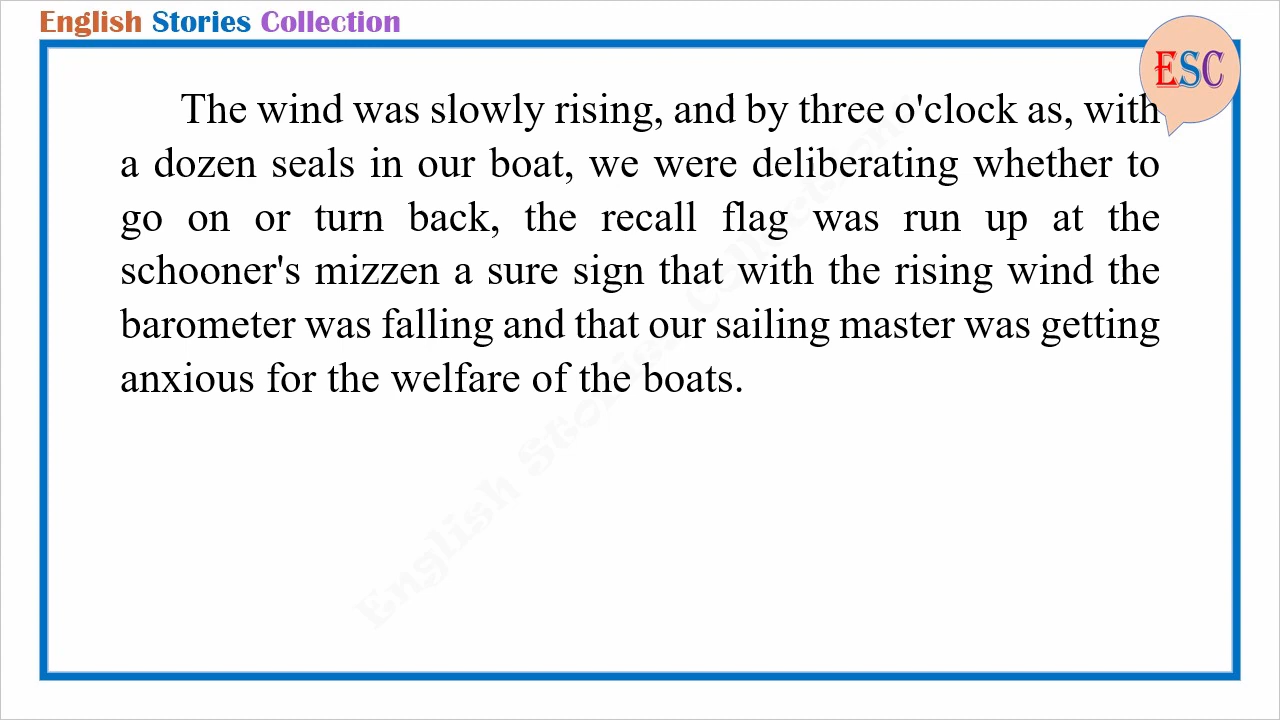 English Stories Collection
ESC
The wind was slowly rising, and by three o'clock as, with
a dozen seals in our boat, we were deliberating whether to
go on or turn back, the recall flag was run up at the
schooner's mizzen a sure sign that with the rising wind the
barometer was falling and that our sailing master was getting
anxious for the welfare of the boats.
English Stories Collection